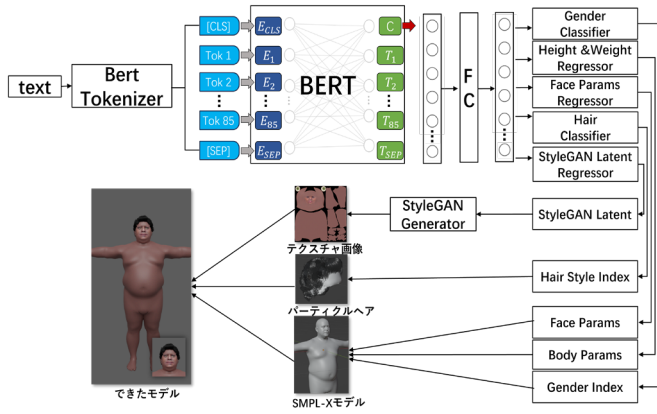 [CLS]
E_CLS
C
Gender
Classifier
Tok 1
E_1
T_1
Height &Weight
Regressor
text
Bert
Tokenizer
Tok 2
E_2
BERT
T_2
F
C
Face Params
Regressor
Tok 85
E_85
T_85
Hair
Classifier
[SEP]
E_SEP
T_SEP
StyleGAN Latent
Regressor
StyleGAN
Generator
StyleGAN Latent
テクスチャ画像
Hair Style Index
パーティクルヘア
Face Params
Body Params
Gender Index
できたモデル
SMPL-Xモデル